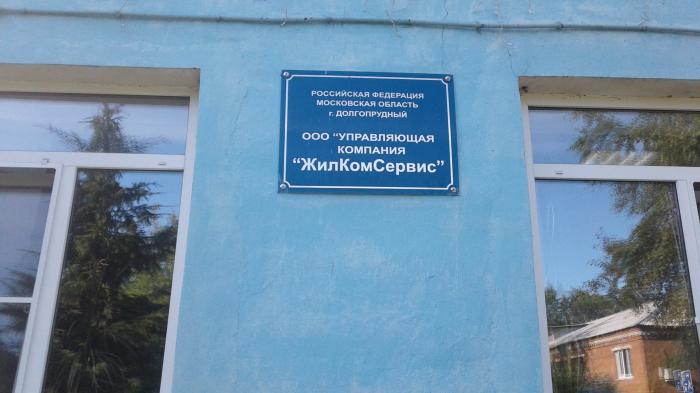 РОССИЙСКАЯ ФЕДЕРАЦИЯ
МОСКОВСКАЯ ОБЛАСТЬ
г. ДОЛГОПРУДНЫЙ
ООО “УПРАВЛЯЮЩАЯ
КОМПАНИЯ
“ЖилКомСервис”